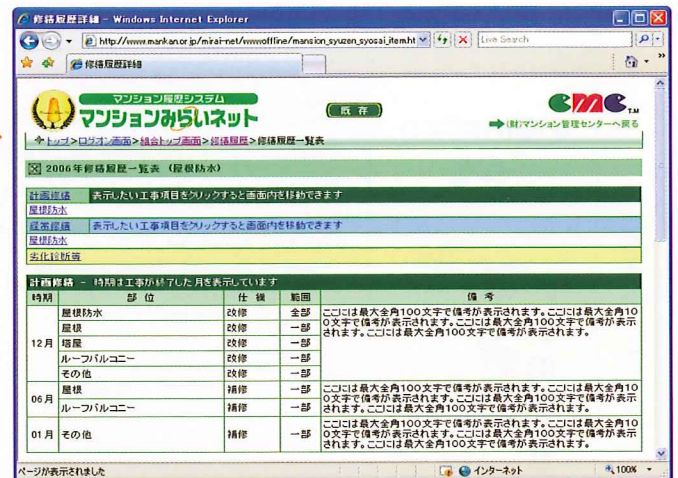 修繕履歴詳細 - Windows Internet Explorer
http://www.mankan.or.jp/mirai-net/wwwoffline/mansion_syuzen_syosai_item.ht
Live Search
修繕履歴詳細
マンション履歴システム
マンションみらいネット
既存
cmc T.M
(財)マンション管理センターへ戻る
トップ>ログオン画面>組合トップ画面>修繕履歴>修繕履歴一覧表
2006年修繕履歴一覧表 (屋根防水)
計画修繕 表示したい工事項目をクリックすると画面内を移動できます
屋根防水
経常修繕 表示したい工事項目をクリックすると画面内を移動できます
屋根防水
劣化診断等
計画修繕 - 時期は工事が終了した月を表示しています
時期 部 位 仕 様 範囲 備 考
12月 屋根防水 改修 全部 ここには最大全角100文字で備考が表示されます。ここには最大全角10
0文字で備考が表示されます。ここには最大全角100文字で備考が表示
されます。ここには最大全角100文字で備考が表示されます。
屋根 改修 一部
塔屋 改修 一部
ルーフバルコニー 改修 一部
その他 改修 一部
06月 屋根 補修 一部 ここには最大全角100文字で備考が表示されます。ここには最大全角10
0文字で備考が表示されます。ここには最大全角100文字で備考が表示
されます。ここには最大全角100文字で備考が表示されます。
ルーフバルコニー 補修 一部
01月 その他 補修 一部 ここには最大全角100文字で備考が表示されます。ここには最大全角10
0文字で備考が表示されます。ここには最大全角100文字で備考が表示
されます。ここには最大全角100文字で備考が表示されます。
ページが表示されました インターネット 100%